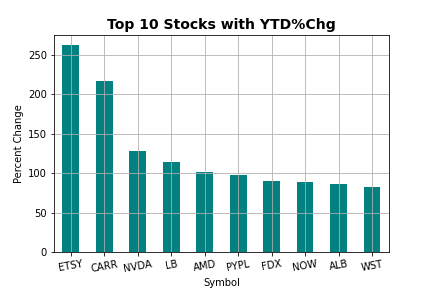 Top 10 Stocks with YTD%Chg
Percent Change
250
200
150
100
50
0
ETSY CARR NVDA LB AMD PYPL FDX NOW ALB WST
Symbol